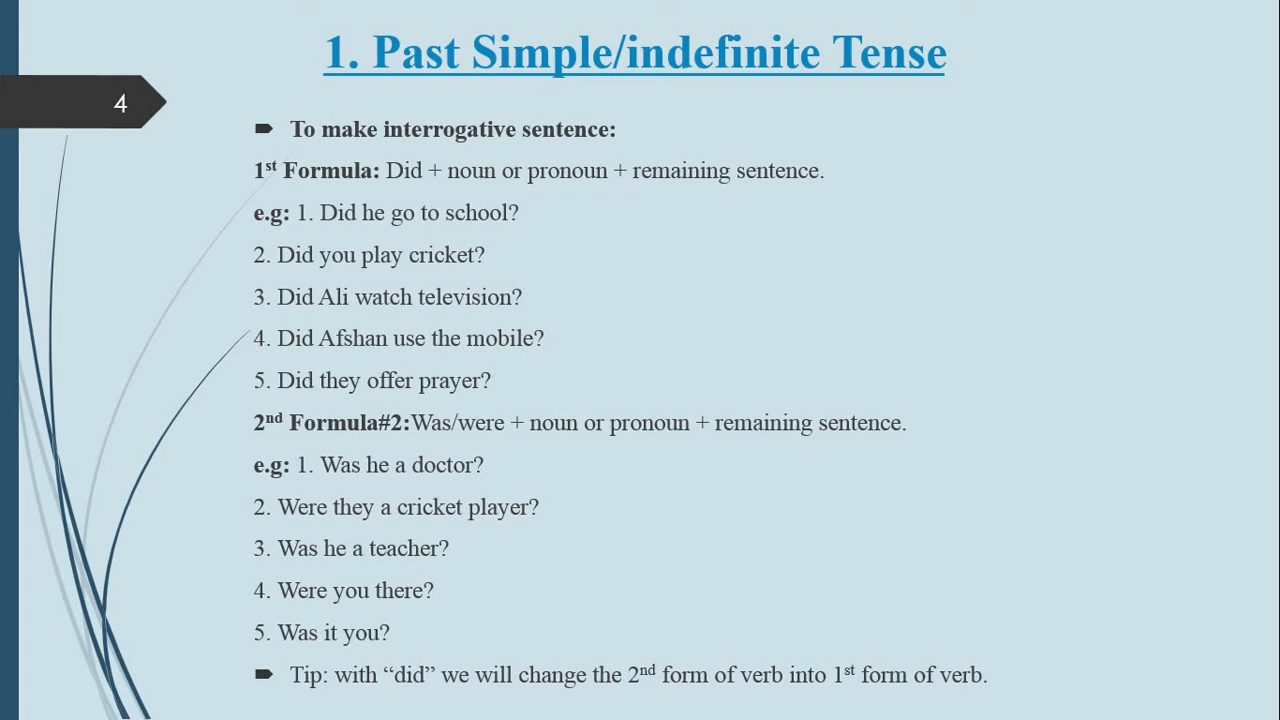 1. Past Simple/indefinite Tense
4
To make interrogative sentence:
1st Formula: Did + noun or pronoun + remaining sentence.
e.g: 1. Did he go to school?
2. Did you play cricket?
3. Did Ali watch television?
4. Did Afshan use the mobile?
5. Did they offer prayer?
2nd Formula#2:Was/were + noun or pronoun + remaining sentence.
e.g: 1. Was he a doctor?
2. Were they a cricket player?
3. Was he a teacher?
4. Were you there?
5. Was it you?
Tip: with “did” we will change the 2nd form of verb into 1st form of verb.